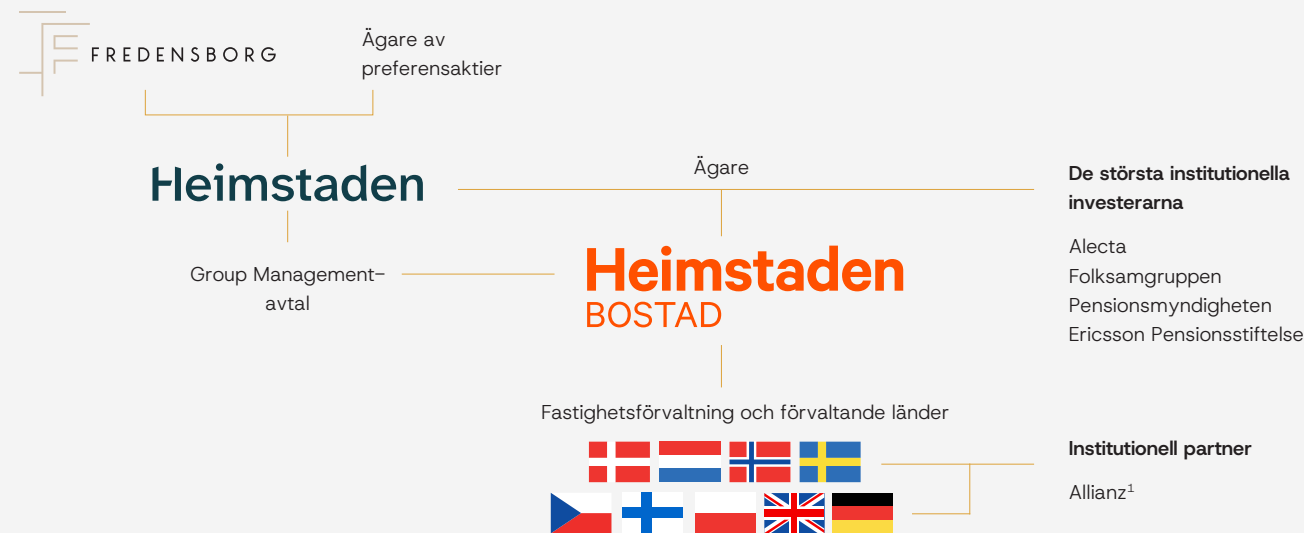 FREDENSBORG
Ägare av
preferensaktier
Heimstaden
Ägare
De största institutionella
investerarna
Alecta
Folksamgruppen
Pensionsmyndigheten
Ericsson Pensionsstiftelse
Group Management–
avtal
Heimstaden
BOSTAD
Fastighetsförvaltning och förvaltande länder
Institutionell partner
Allianz¹